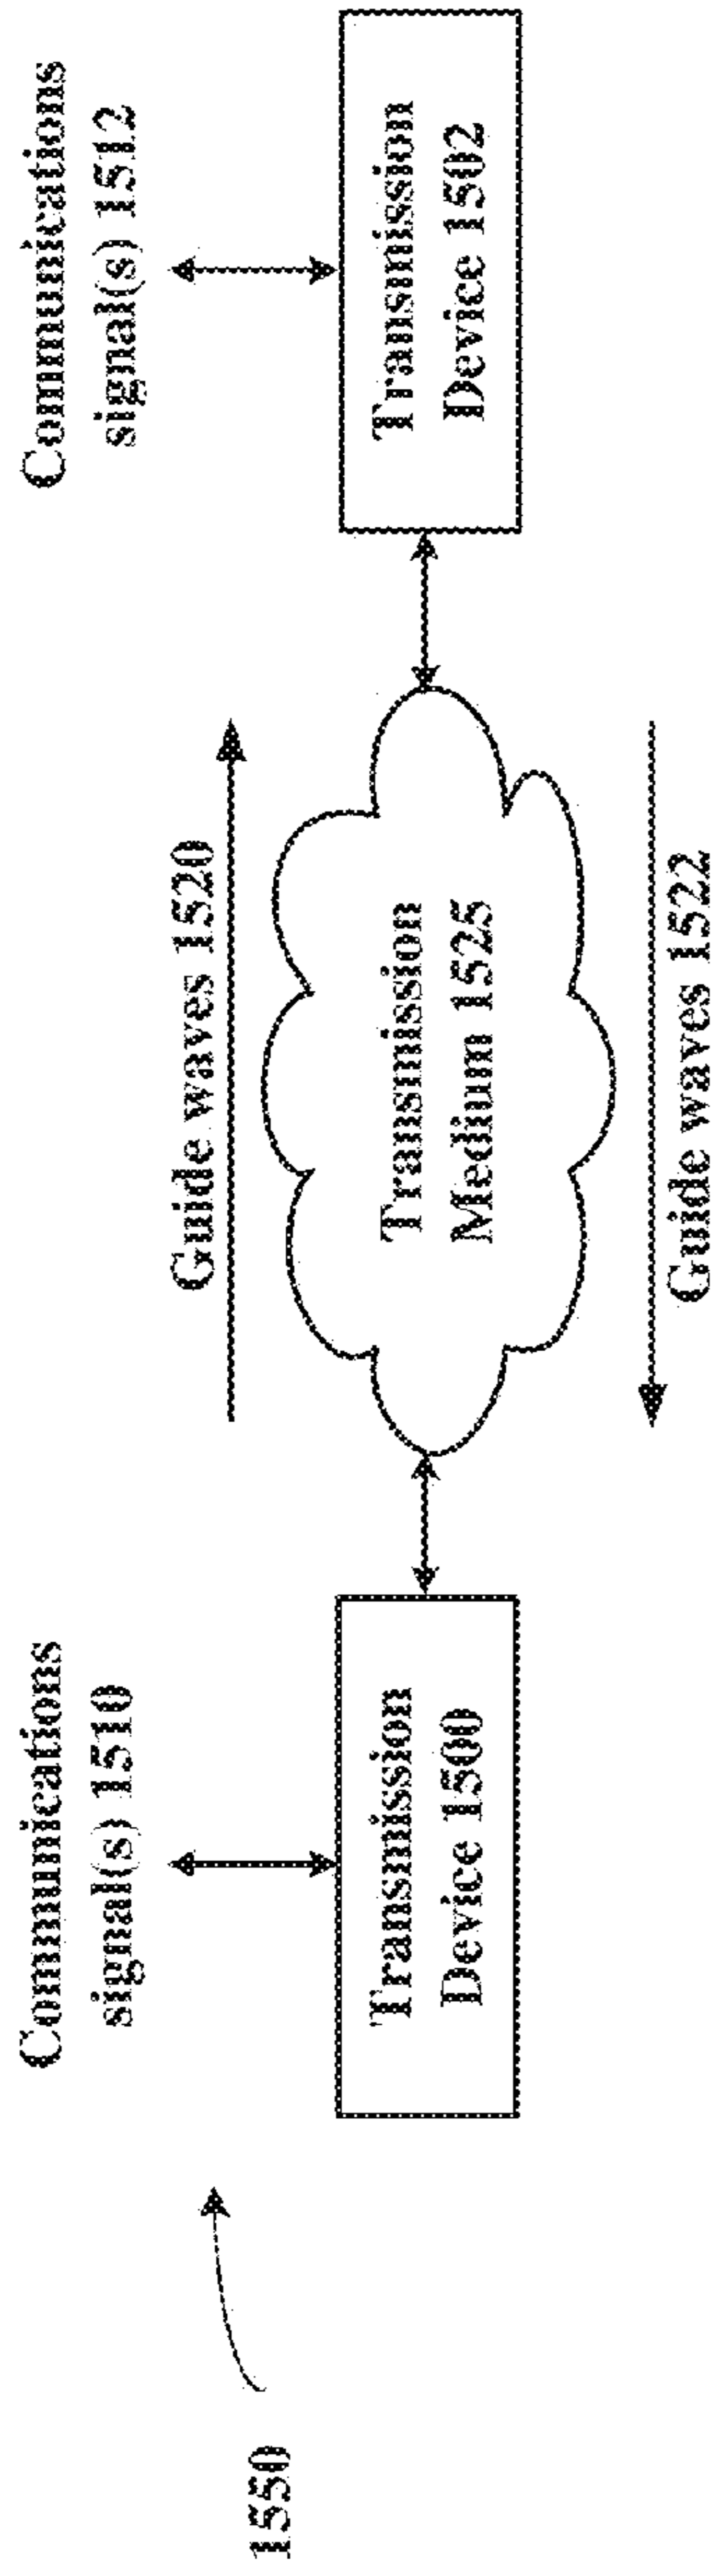 1550
Communications
signal(s) 1510
Transmission
Device 1500
Guide waves 1520
Transmission
Medium 1525
Guide waves 1522
Communications
signal(s) 1512
Transmission
Device 1502